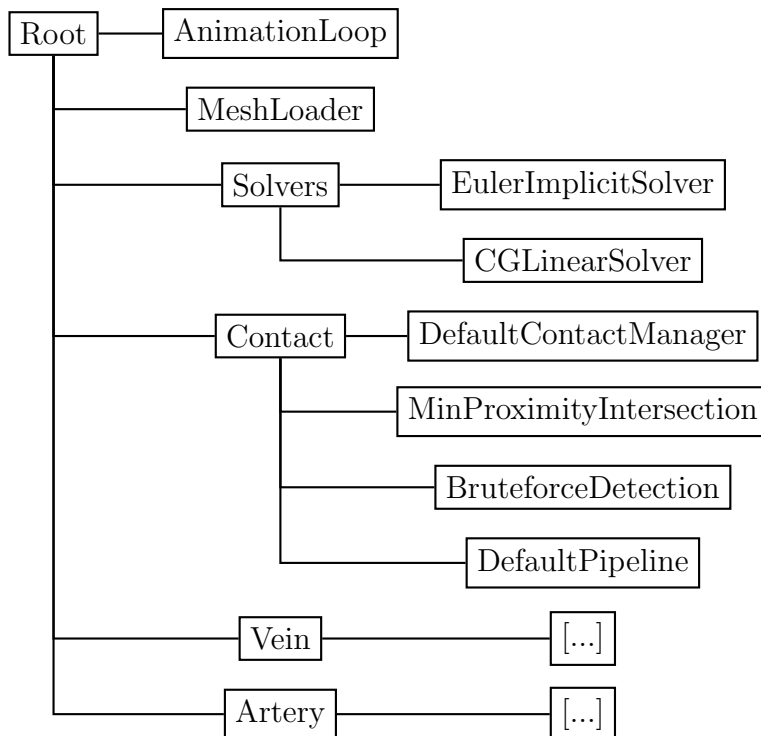 Root
AnimationLoop
MeshLoader
Solvers
EulerImplicitSolver
CGLinearSolver
Contact
DefaultContactManager
MinProximityIntersection
BruteforceDetection
DefaultPipeline
Vein
[...]
Artery
[...]